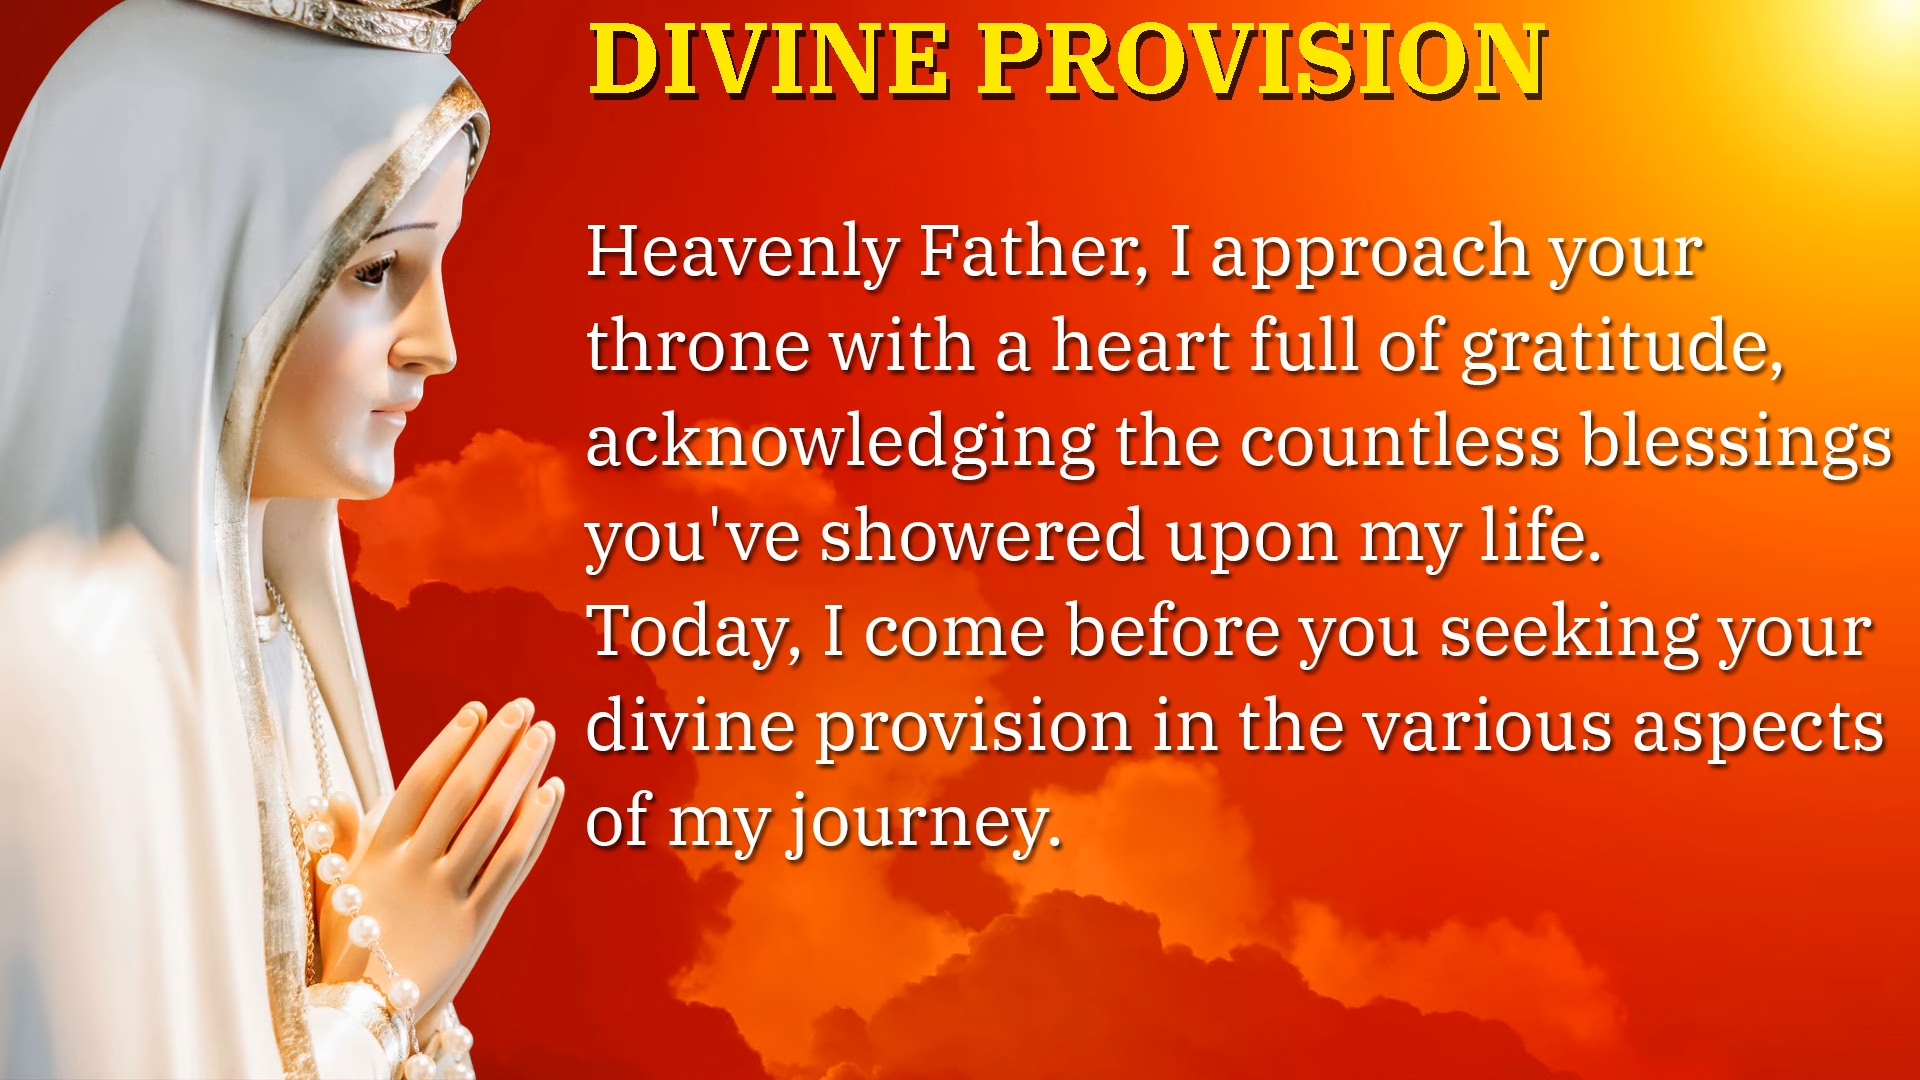 DIVINE PROVISION
Heavenly Father, I approach your
throne with a heart full of gratitude,
acknowledging the countless blessings
you've showered upon my life.
Today, I come before you seeking your
divine provision in the various aspects
of my journey.